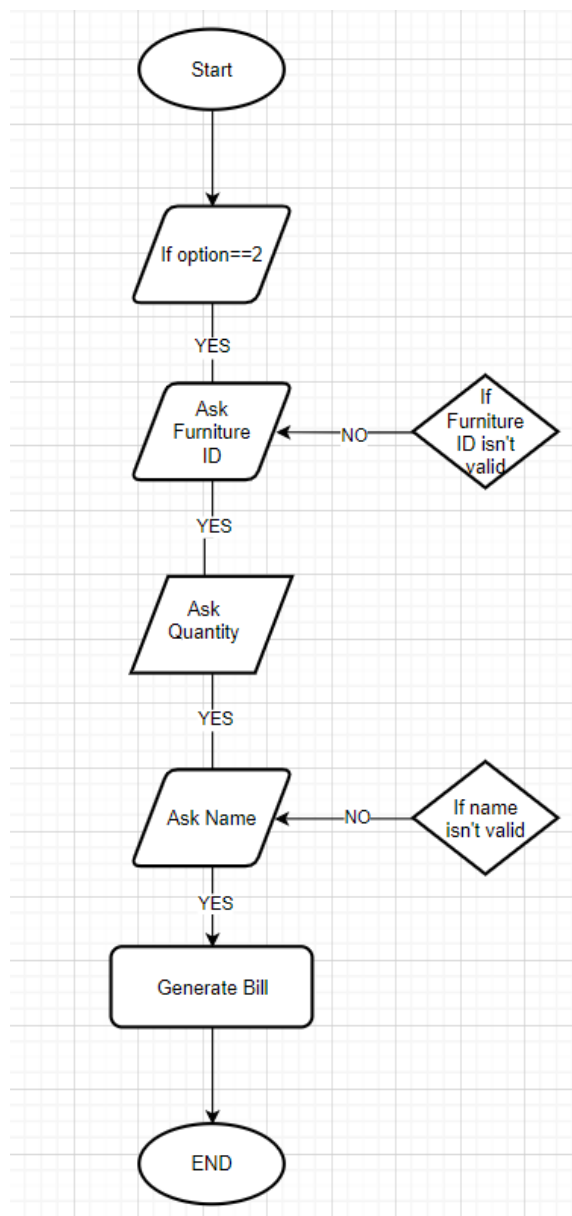 Start
If option==2
YES
Ask
Furniture
ID
NO
If
Furniture
ID isn't
valid
YES
Ask
Quantity
YES
Ask Name
NO
If name
isn't valid
YES
Generate Bill
END